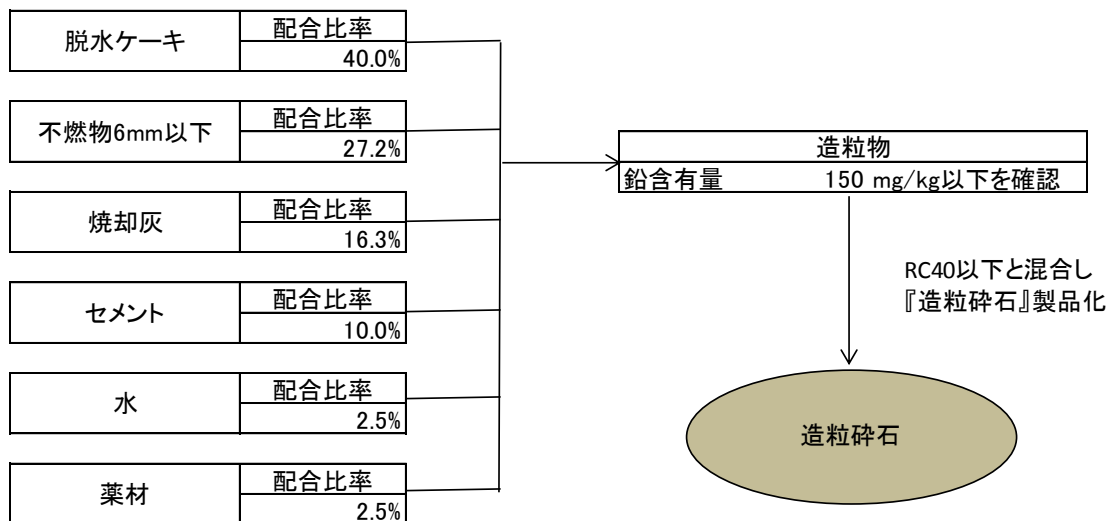 脱水ケーキ
配合比率
40.0%
不燃物6mm以下
配合比率
27.2%
焼却灰
配合比率
16.3%
セメント
配合比率
10.0%
水
配合比率
2.5%
薬材
配合比率
2.5%
造粒物
鉛含有量 150 mg/kg以下を確認
RC40以下と混合し
『造粒砕石』製品化
造粒砕石